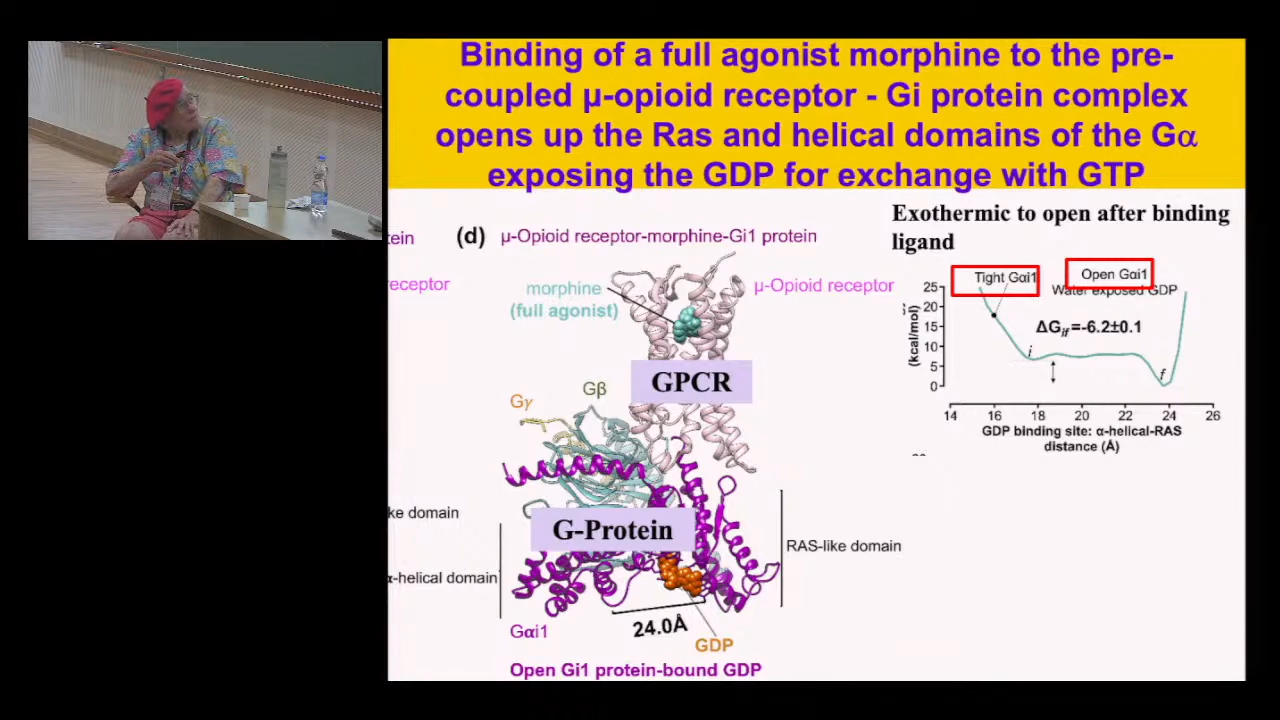 Binding of a full agonist morphine to the pre-
coupled μ-opioid receptor - Gi protein complex
opens up the Ras and helical domains of the Gα
exposing the GDP for exchange with GTP
Exothermic to open after binding
ligand
tein
(d) μ-Opioid receptor-morphine-Gi1 protein
receptor
morphine
(full agonist)
μ-Opioid receptor
GPCR
Gβ
Gγ
G-Protein
ke domain
α-helical domain
RAS-like domain
24.0Å
Gαi1
GDP
Open Gi1 protein-bound GDP
Tight Gαi1
Open Gαi1
Water exposed GDP
ΔGif =-6.2±0.1
(kcal/mol)
25
20
15
10
5
0
i
f
14 16 18 20 22 24 26
GDP binding site: α-helical-RAS
distance (Å)